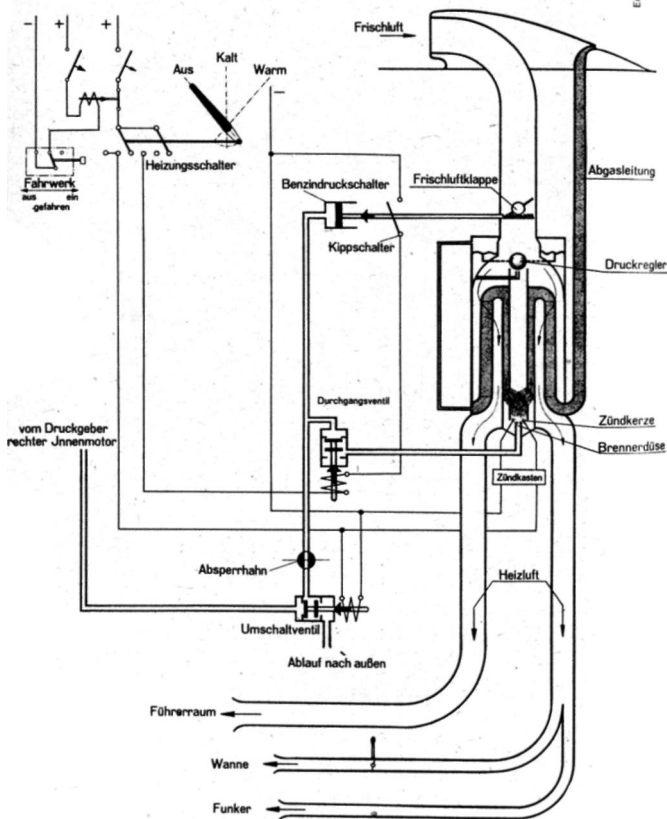 Frischluft
− + +
Aus
Kalt
Warm
−
Heizungsschalter
Fahrwerk
aus ein
gefahren
Benzindruckschalter
Frischluftklappe
Abgasleitung
Kippschalter
Druckregler
Durchgangsventil
vom Druckgeber
rechter Jnnenmotor
Zündkerze
Brennerdüse
Zündkasten
Absperrhahn
Heizluft
Umschaltventil
Ablauf nach außen
Führerraum
Wanne
Funker